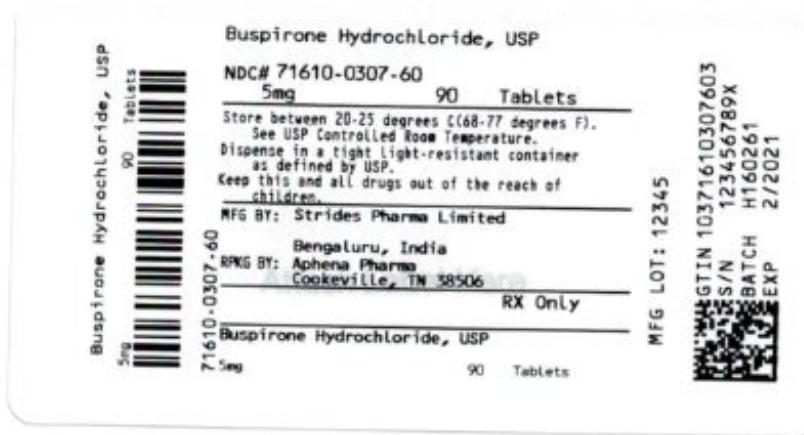 Buspirone Hydrochloride, USP
90 Tablets
5mg
71610-0307-60
Buspirone Hydrochloride, USP
NDC# 71610-0307-60
5mg 90 Tablets
Store between 20-25 degrees C(68-77 degrees F).
See USP Controlled Room Temperature.
Dispense in a tight light-resistant container
as defined by USP.
Keep this and all drugs out of the reach of
children.
MFG BY: Strides Pharma Limited
Bengaluru, India
RPKG BY: Aphena Pharma
Cookeville, TN 38506
RX Only
Buspirone Hydrochloride, USP
5mg 90 Tablets
MFG LOT: 12345
GTIN 10371610307603
S/N 123456789X
BATCH H160261
EXP 2/2021